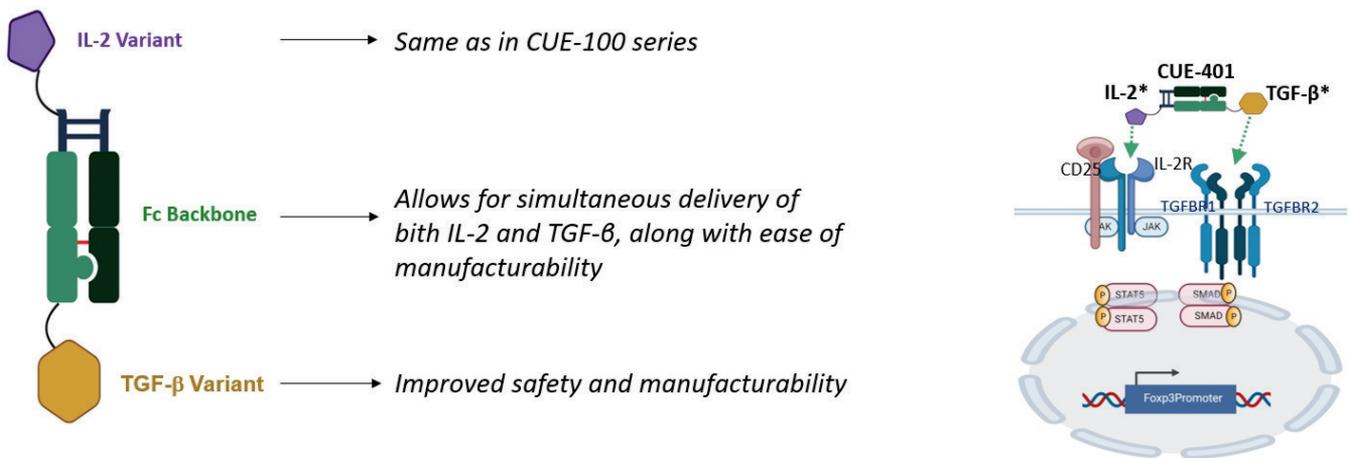 IL-2 Variant
Same as in CUE-100 series
Fc Backbone
Allows for simultaneous delivery of
bith IL-2 and TGF-β, along with ease of
manufacturability
TGF-β Variant
Improved safety and manufacturability
CUE-401
IL-2*
TGF-β*
CD25
IL-2R
TGFBR1
TGFBR2
JAK
JAK
P STAT5
P STAT5
SMAD P
SMAD P
Foxp3Promoter